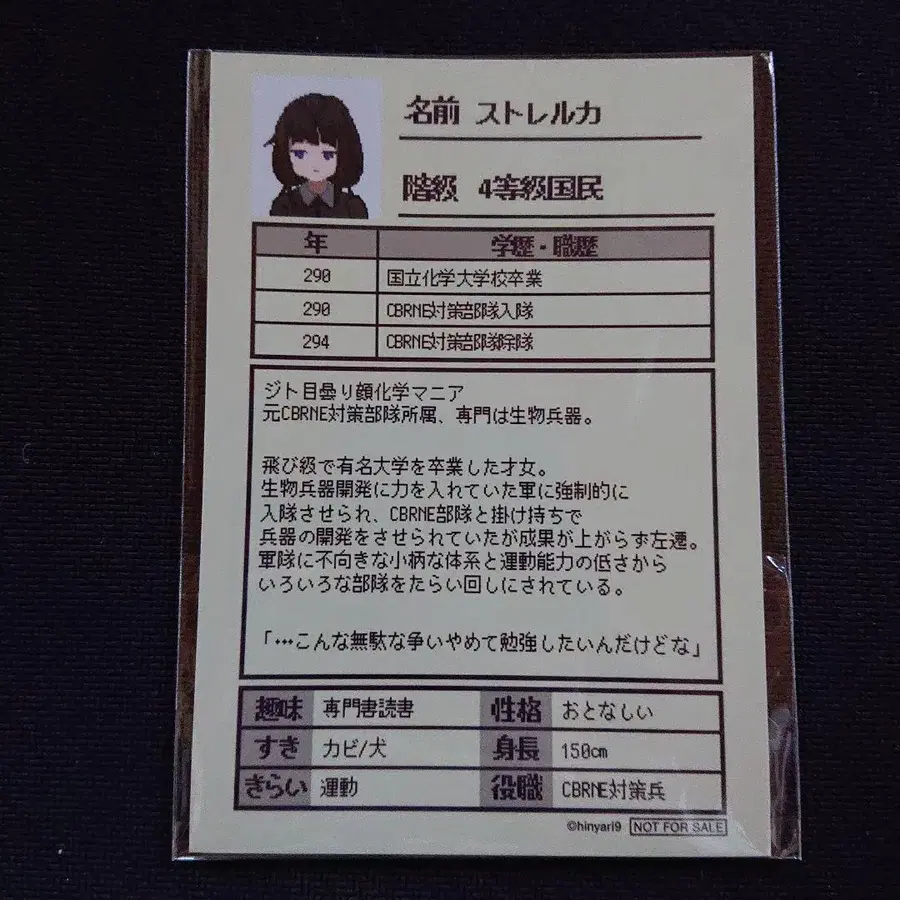 名前 ストレルカ
階級 4等級国民
年 学歴・職歴
290 国立化学大学校卒業
290 CBRNE対策部隊入隊
294 CBRNE対策部隊除隊
ジト目曇り顔化学マニア
元CBRNE対策部隊所属、専門は生物兵器。
飛び級で有名大学を卒業した才女。
生物兵器開発に力を入れていた軍に強制的に
入隊させられ、CBRNE部隊と掛け持ちで
兵器の開発をさせられていたが成果が上がらず左遷。
軍隊に不向きな小柄な体系と運動能力の低さから
いろいろな部隊をたらい回しにされている。
「…こんな無駄な争いやめて勉強したいんだけどな」
趣味 専門書読書 性格 おとなしい
すき カビ/犬 身長 150cm
きらい 運動 役職 CBRNE対策兵
©hinyari9 NOT FOR SALE